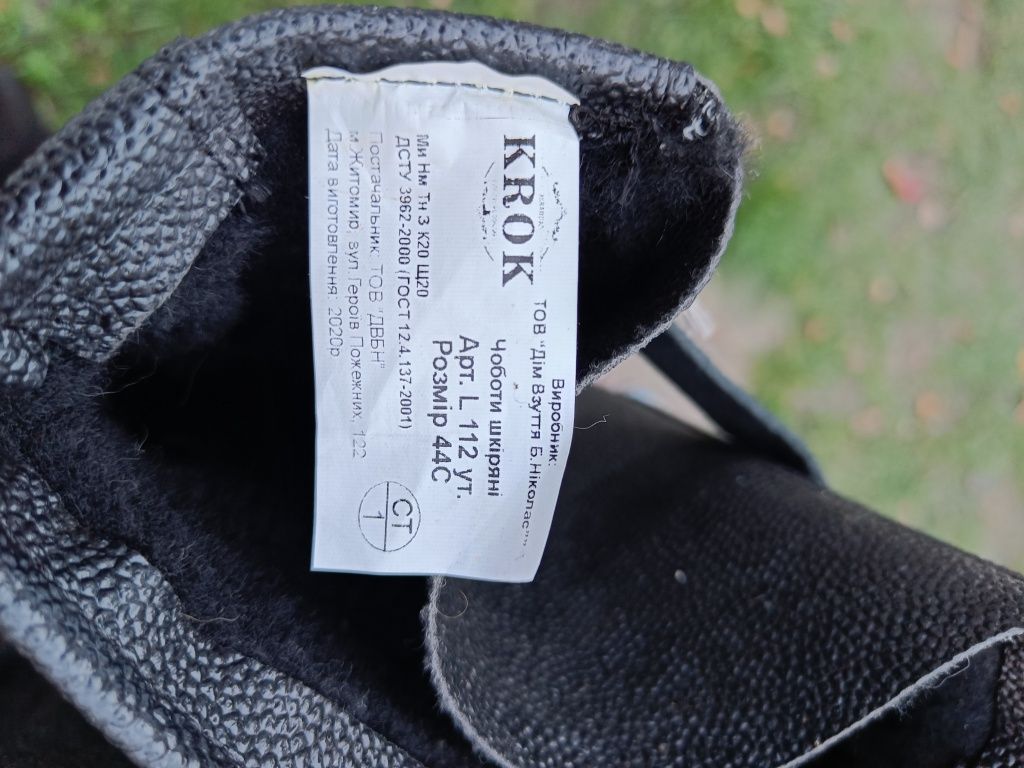 KROK
Виробник:
ТОВ "Дім Взуття Б.Ніколас""
Чоботи шкіряні
Арт. L 112 ут.
Розмір 44С
Ми Нм Тн З К20 Щ20
ДСТУ 3962-2000 (ГОСТ 12.4.137-2001)
Постачальник: ТОВ "ДВБН"
м.Житомир, вул.Героїв Пожежних, 122
Дата виготовлення: 2020р
СТ
1